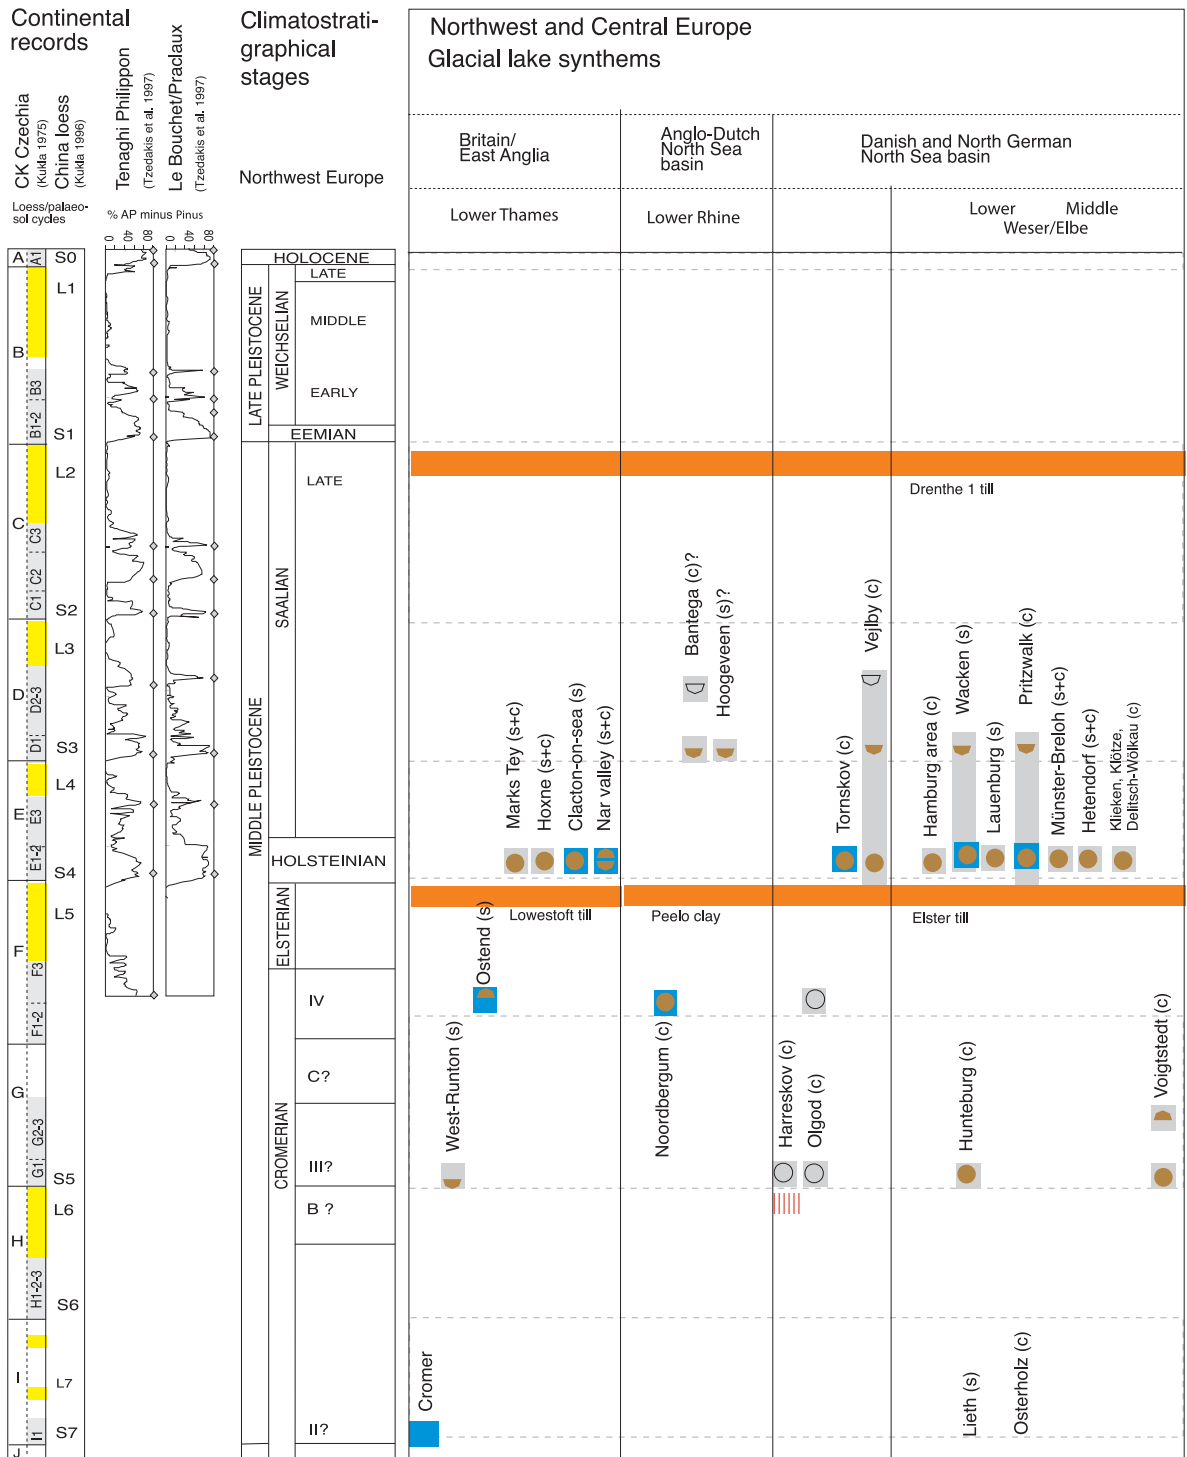 Continental
records
Climatostrati-
graphical
stages
Northwest and Central Europe
Glacial lake synthems
CK Czechia
(Kukla 1975)
China loess
(Kukla 1996)
Tenaghi Philippon
(Tzedakis et al. 1997)
Le Bouchet/Praclaux
(Tzedakis et al. 1997)
Northwest Europe
Britain/
East Anglia
Anglo-Dutch
North Sea
basin
Danish and North German
North Sea basin
Loess/palaeo-
sol cycles
% AP minus Pinus
Lower Thames
Lower Rhine
Lower Middle
Weser/Elbe
0 40 80 0 40 80
A A1 S0
HOLOCENE
L1
B
B3
B1-2
S1
LATE PLEISTOCENE
WEICHSELIAN
LATE
MIDDLE
EARLY
EEMIAN
L2
C
C3
C2
C1
S2
MIDDLE PLEISTOCENE
SAALIAN
LATE
Drenthe 1 till
L3
D
D2-3
D1
S3
Bantega (c)?
Hoogeveen (s)?
Vejlby (c)
Wacken (s)
Pritzwalk (c)
L4
E
E3
E1-2
S4
HOLSTEINIAN
Marks Tey (s+c)
Hoxne (s+c)
Clacton-on-sea (s)
Nar valley (s+c)
Tornskov (c)
Hamburg area (c)
Lauenburg (s)
Münster-Breloh (s+c)
Hetendorf (s+c)
Klieken, Klötze,
Delitsch-Wölkau (c)
L5
F
F3
F1-2
ELSTERIAN
Lowestoft till
Peelo clay
Elster till
Ostend (s)
CROMERIAN
IV
G
G2-3
G1
S5
C?
III?
West-Runton (s)
Noordbergum (c)
Harreskov (c)
Olgod (c)
Hunteburg (c)
Voigtstedt (c)
L6
H
H1-2-3
S6
B ?
I
L7
I1
S7
J
II?
Cromer
Lieth (s)
Osterholz (c)